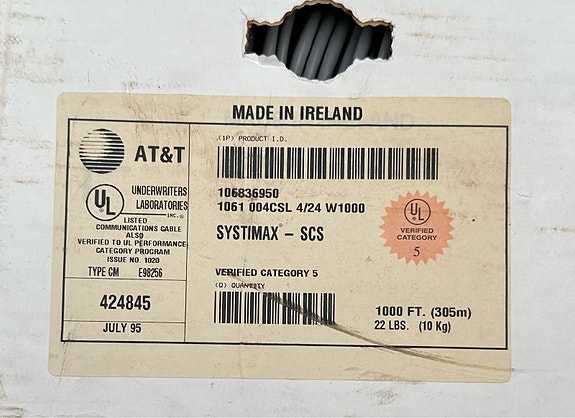 MADE IN IRELAND
AT&T
UL
UNDERWRITERS
LABORATORIES
INC.®
LISTED
COMMUNICATIONS CABLE
ALSO
VERIFIED TO UL PERFORMANCE
CATEGORY PROGRAM
ISSUE NO. 1020
TYPE CM E98256
424845
JULY 95
(1P) PRODUCT I.D.
106836950
1061 004CSL 4/24 W1000
SYSTIMAX® - SCS
VERIFIED CATEGORY 5
(Q) QUANTITY
UL
VERIFIED
CATEGORY
5
1000 FT. (305m)
22 LBS. (10 Kg)